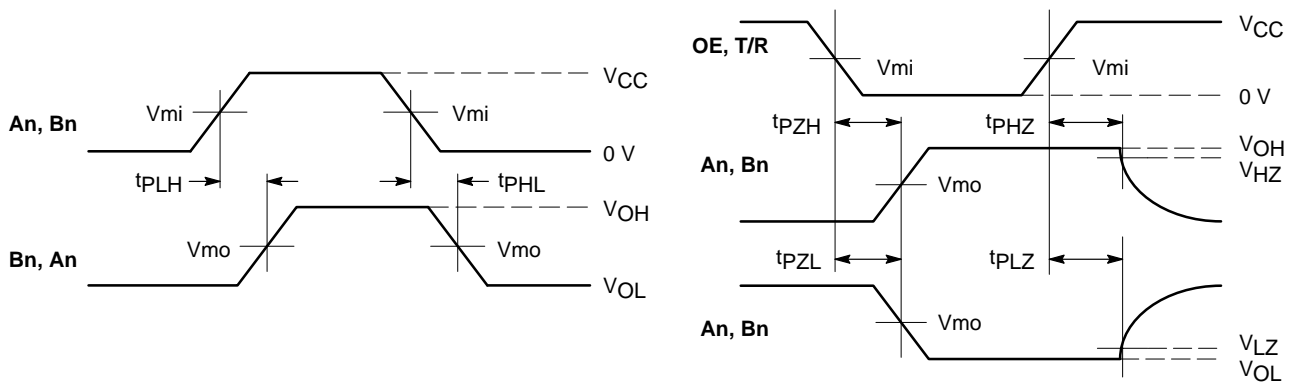 An, Bn
Vmi
Vmi
VCC
0 V
tPLH
tPHL
Bn, An
Vmo
Vmo
VOH
VOL
OE, T/R
Vmi
Vmi
VCC
0 V
tPZH
tPHZ
An, Bn
Vmo
VOH
VHZ
tPZL
tPLZ
An, Bn
Vmo
VLZ
VOL